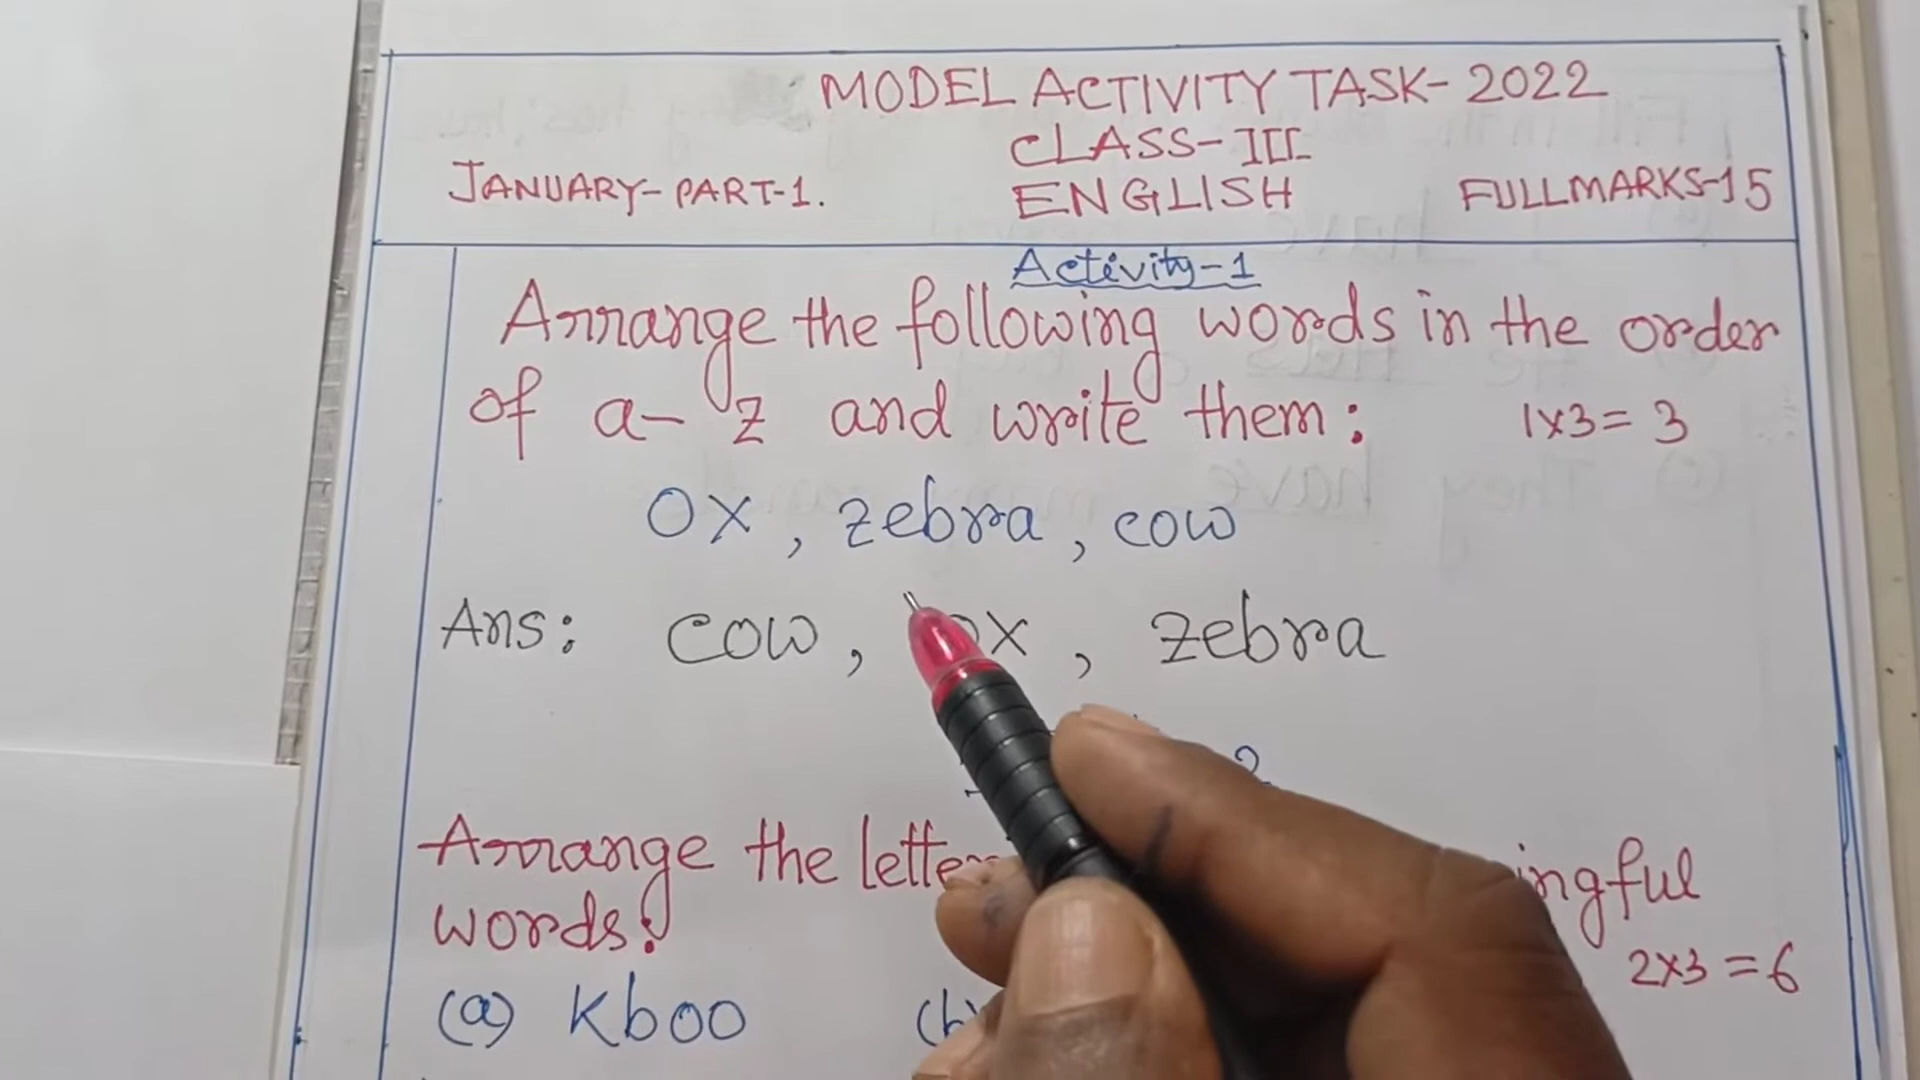 MODEL ACTIVITY TASK- 2022
CLASS-III
JANUARY-PART-1. ENGLISH FULLMARKS-15
Activity-1
Arrange the following words in the order
of a- z and write them: 1x3= 3
Ox, zebra, cow
Ans: Cow, ox, zebra
Arrange the
words:
2x3=6
(a) Kboo (b)